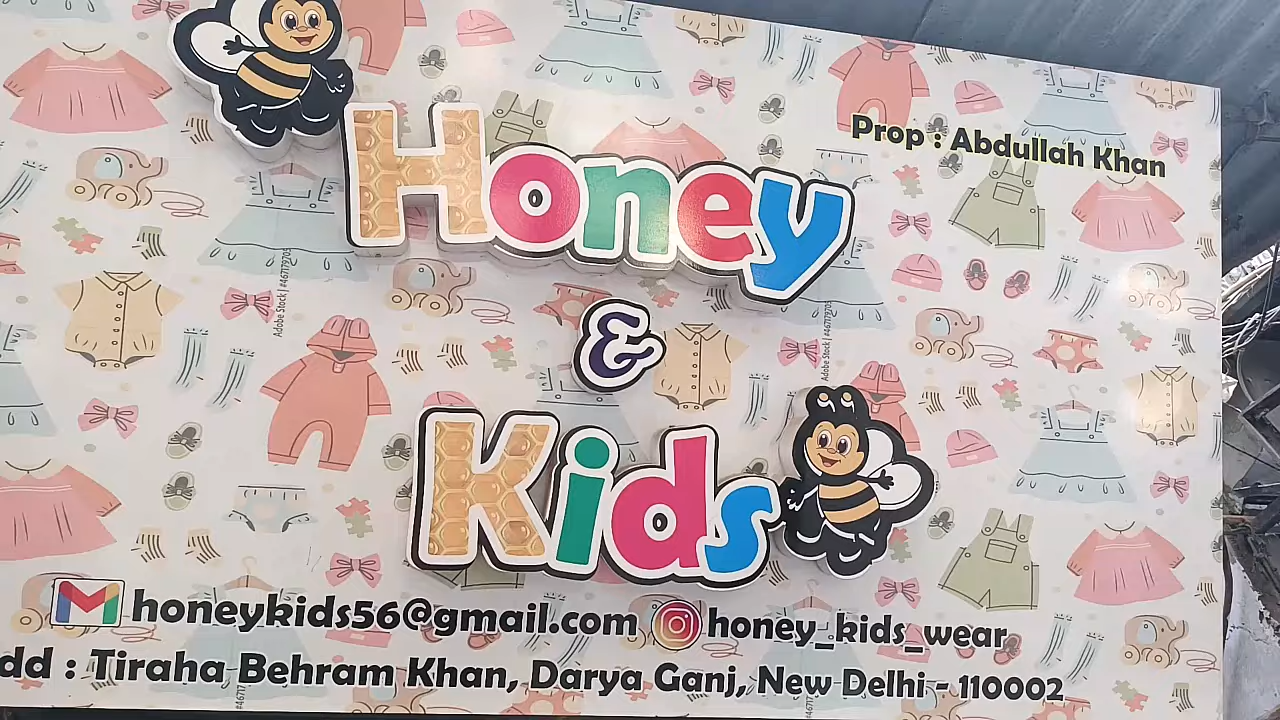 Prop : Abdullah Khan
Honey
&
Kids
honeykids56@gmail.com honey_kids_wear
dd : Tiraha Behram Khan, Darya Ganj, New Delhi - 110002